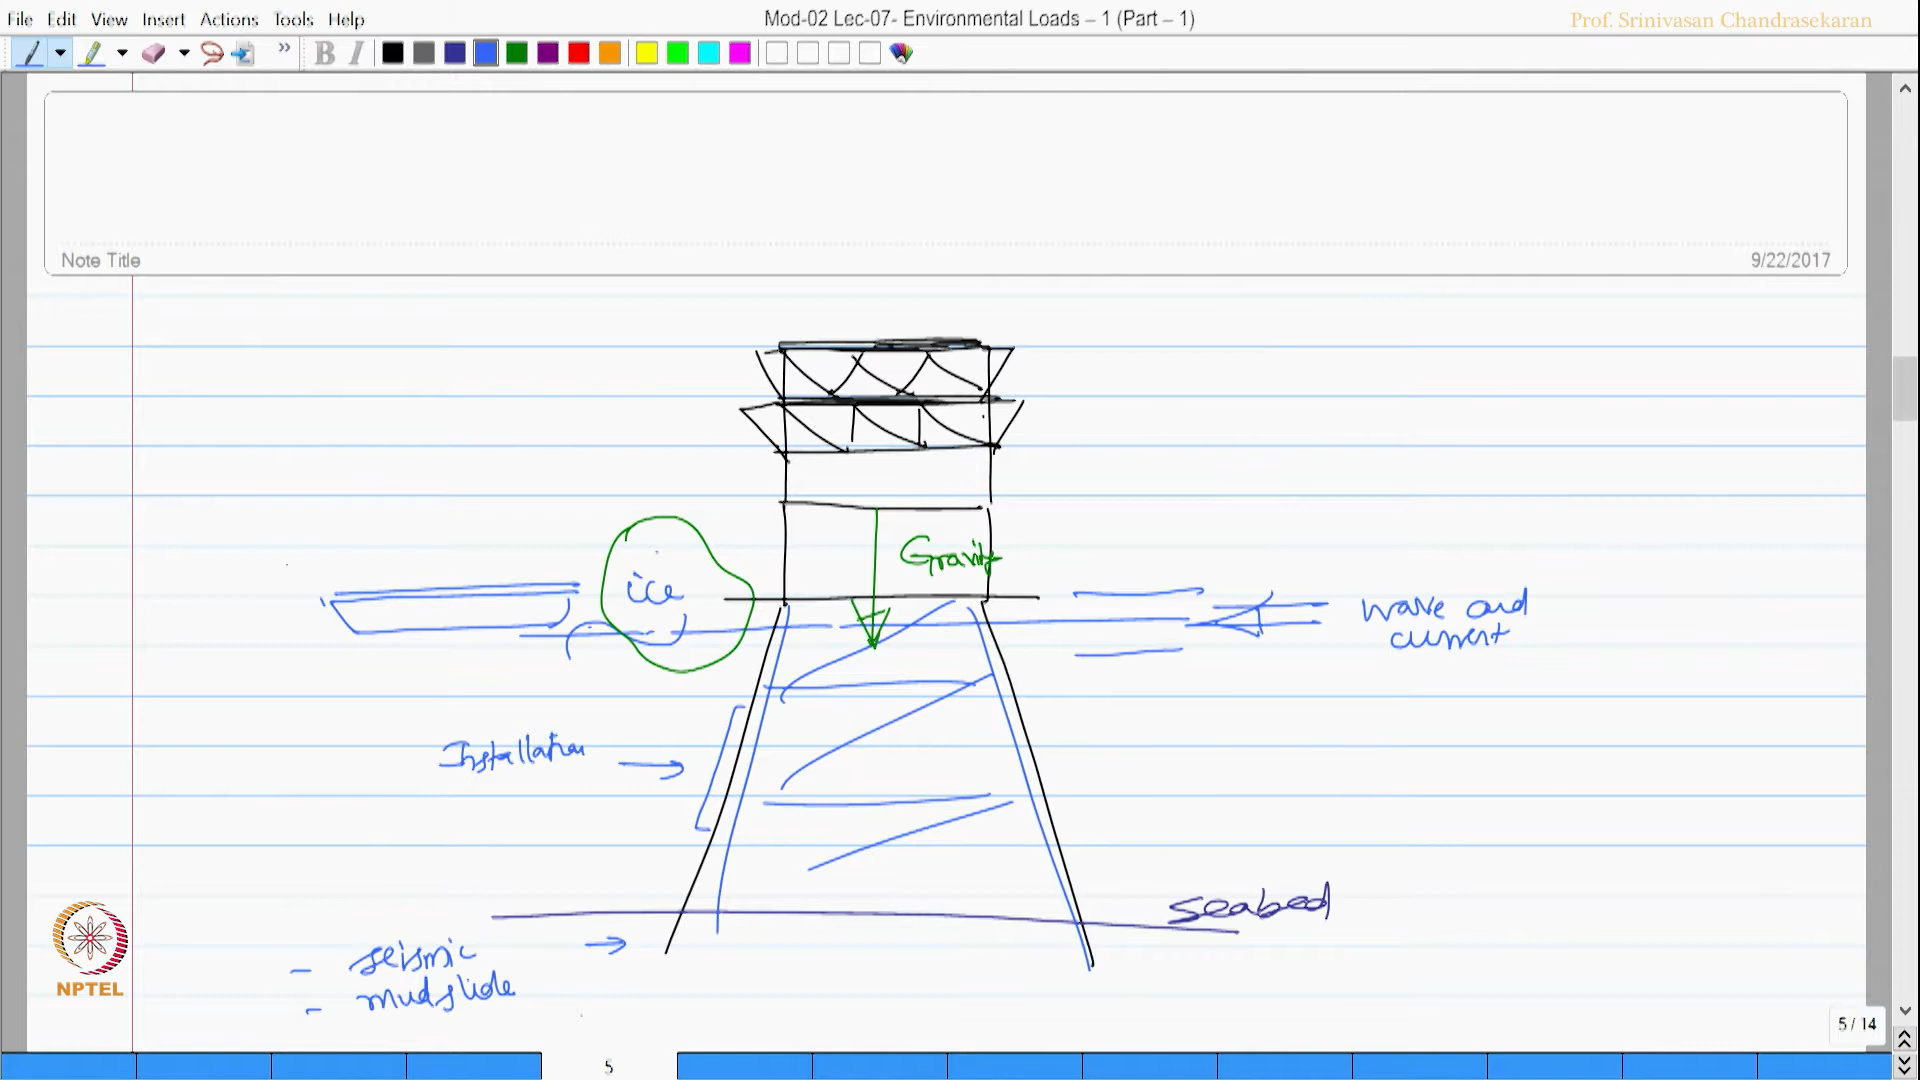 File Edit View Insert Actions Tools Help
Mod-02 Lec-07- Environmental Loads – 1 (Part – 1)
Prof. Srinivasan Chandrasekaran
B I
Note Title
9/22/2017
Gravity
ice
wave and
current
Installation
seabed
- seismic
- mudslide
NPTEL
5 / 14
5